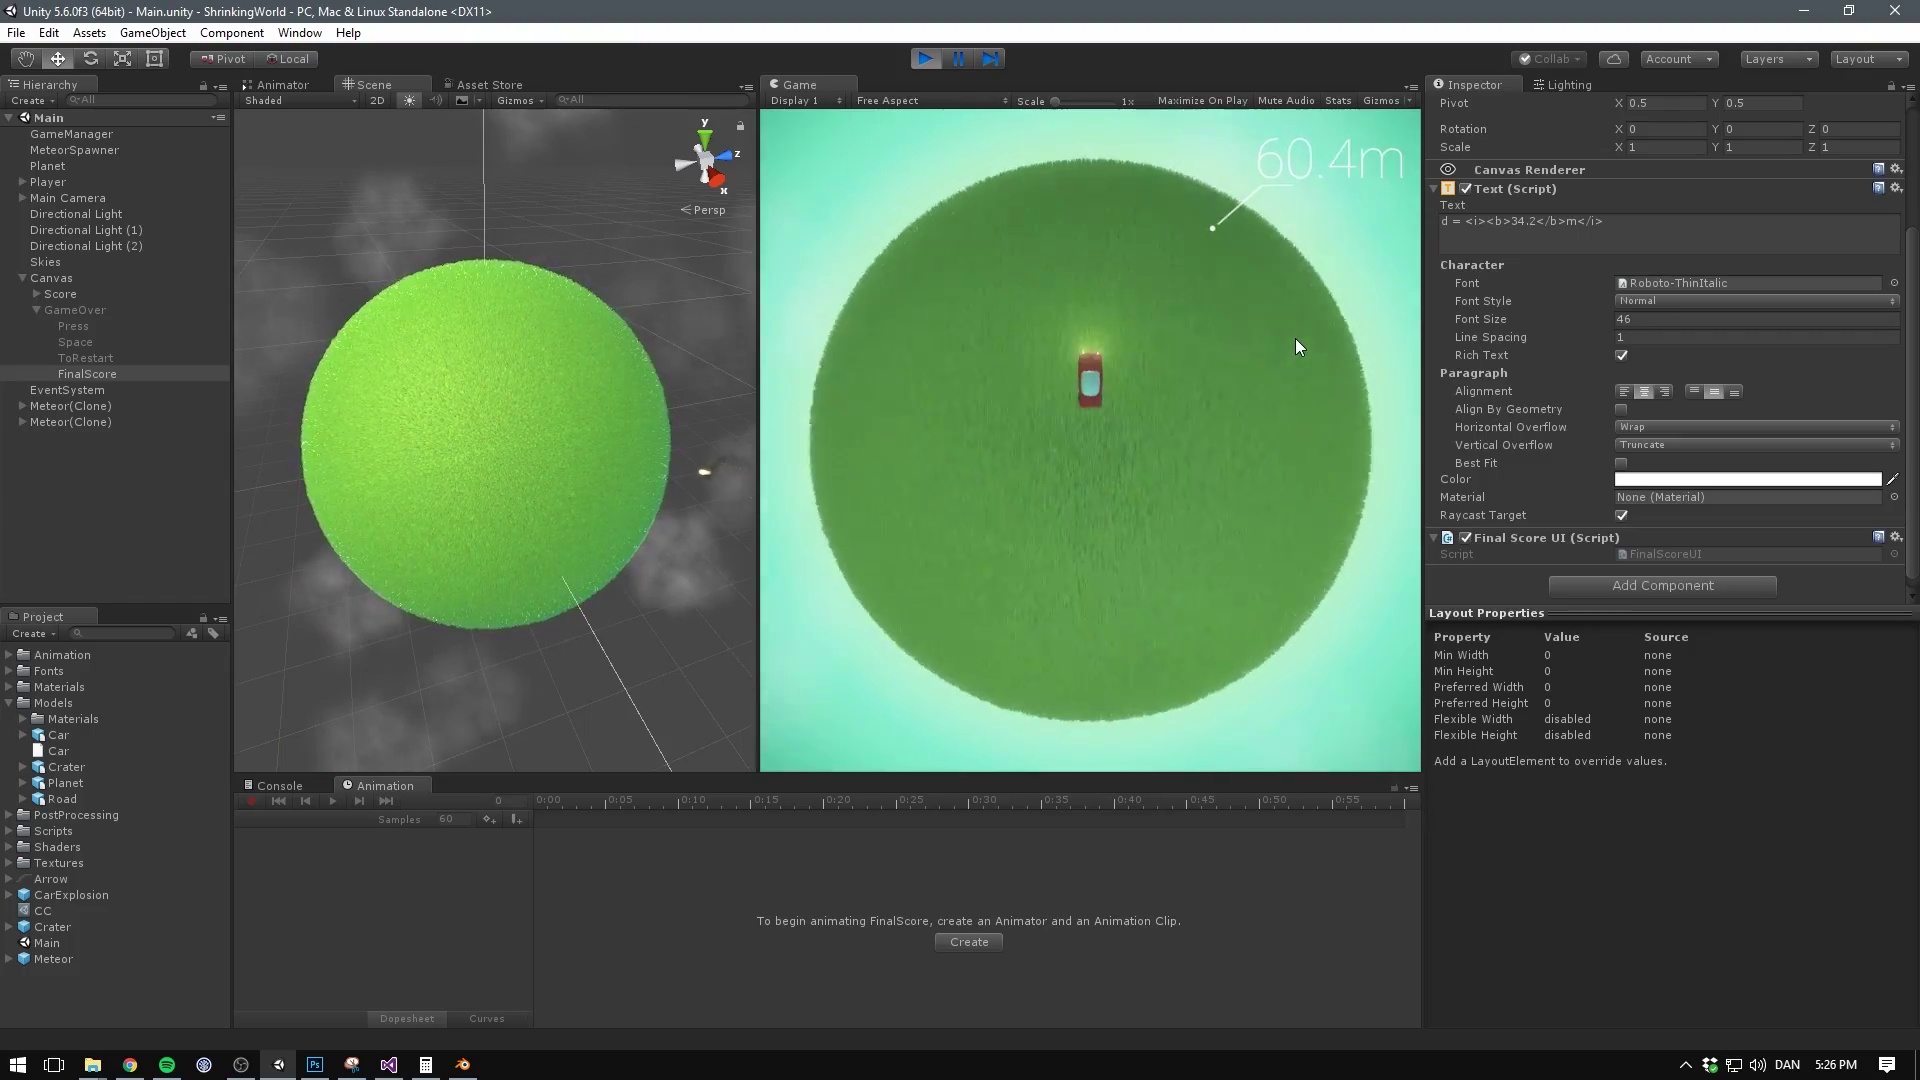 Unity 5.6.0f3 (64bit) - Main.unity - ShrinkingWorld - PC, Mac & Linux Standalone <DX11>
File Edit Assets GameObject Component Window Help
Pivot Local Collab Account Layers Layout
Hierarchy
Create All
Main
GameManager
MeteorSpawner
Planet
Player
Main Camera
Directional Light
Directional Light (1)
Directional Light (2)
Skies
Canvas
Score
GameOver
Press
Space
ToRestart
FinalScore
EventSystem
Meteor(Clone)
Meteor(Clone)
Project
Create
Animation
Fonts
Materials
Models
Materials
Car
Car
Crater
Planet
Road
PostProcessing
Scripts
Shaders
Textures
Arrow
CarExplosion
CC
Crater
Main
Meteor
Animator Scene Asset Store
Shaded 2D Gizmos All
y
z
x
Persp
Game
Display 1 Free Aspect Scale 1x Maximize On Play Mute Audio Stats Gizmos
60.4m
Console Animation
0 0:00 0:05 0:10 0:15 0:20 0:25 0:30 0:35 0:40 0:45 0:50 0:55
Samples 60
To begin animating FinalScore, create an Animator and an Animation Clip.
Create
Dopesheet Curves
Inspector Lighting
Pivot X 0.5 Y 0.5
Rotation X 0 Y 0 Z 0
Scale X 1 Y 1 Z 1
Canvas Renderer
Text (Script)
Text
d = <i><b>34.2</b>m</i>
Character
Font Roboto-ThinItalic
Font Style Normal
Font Size 46
Line Spacing 1
Rich Text
Paragraph
Alignment
Align By Geometry
Horizontal Overflow Wrap
Vertical Overflow Truncate
Best Fit
Color
Material None (Material)
Raycast Target
Final Score UI (Script)
Script FinalScoreUI
Add Component
Layout Properties
Property Value Source
Min Width 0 none
Min Height 0 none
Preferred Width 0 none
Preferred Height 0 none
Flexible Width disabled none
Flexible Height disabled none
Add a LayoutElement to override values.
Ps
DAN 5:26 PM